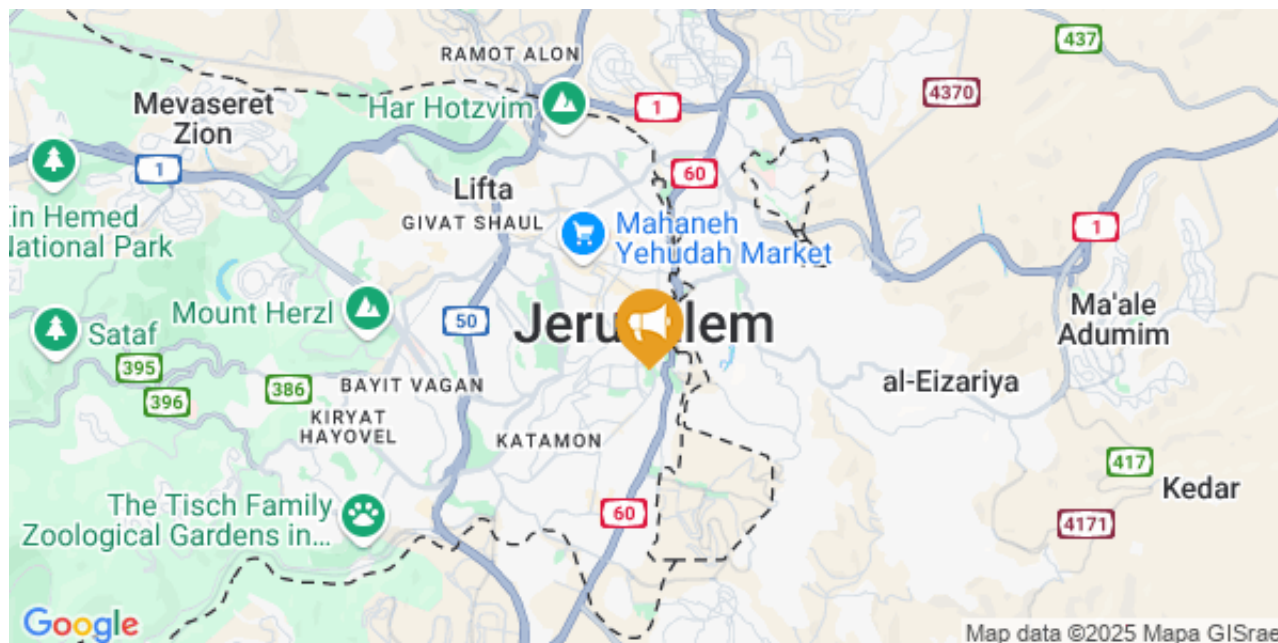 RAMOT ALON
437
4370
Mevaseret
Zion
Har Hotzvim
1
60
1
Lifta
GIVAT SHAUL
Mahaneh
Yehudah Market
in Hemed
National Park
1
Mount Herzl
50
Jeru lem
Ma'ale
Adumim
Sataf
395
386
396
BAYIT VAGAN
al-Eizariya
KIRYAT
HAYOVEL
KATAMON
417
Kedar
The Tisch Family
Zoological Gardens in...
60
4171
Google
Map data ©2025 Mapa GISrae